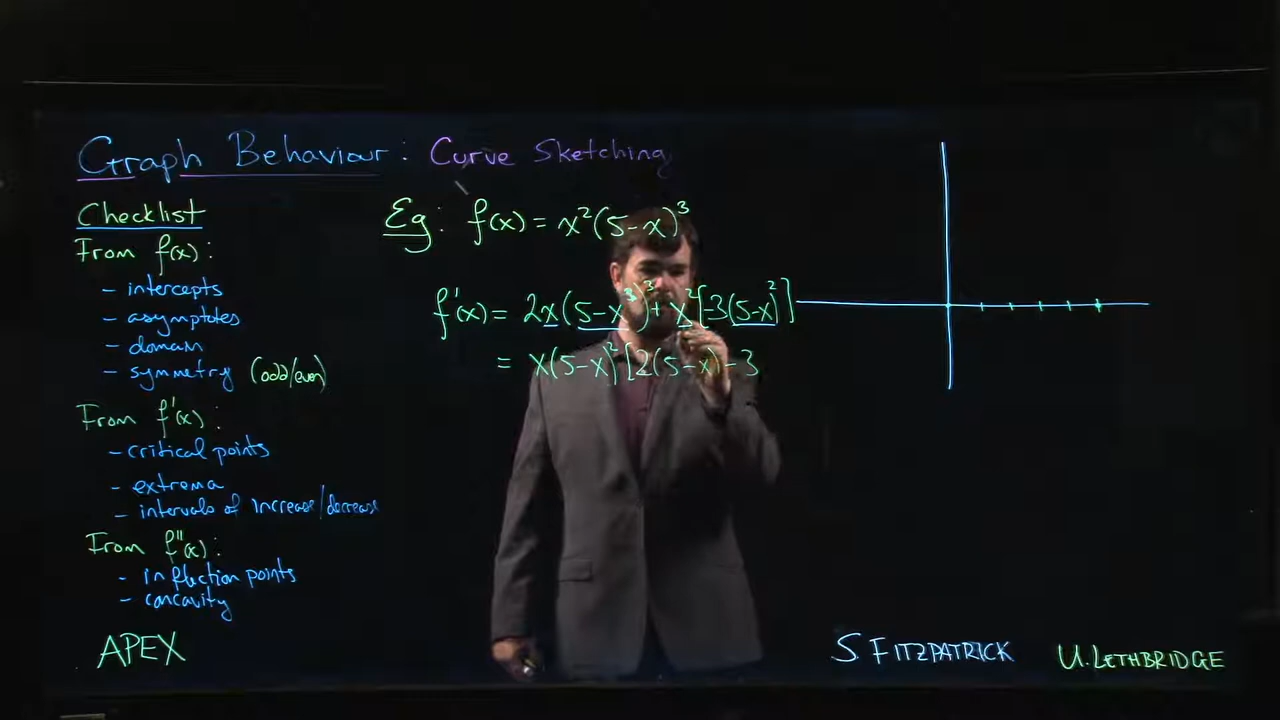 Graph Behaviour: Curve Sketching
Checklist
From f(x):
- intercepts
- asymptotes
- domain
- symmetry (odd/even)
From f'(x):
- critical points
- extrema
- intervals of increase/decrease
From f''(x):
- inflection points
- concavity
APEX
Eg: f(x) = x²(5-x)³
f'(x) = 2x(5-x³)³ + x²[-3(5-x)²]
= x(5-x)²[2(5-x)-3
S. FITZPATRICK
U. LETHBRIDGE